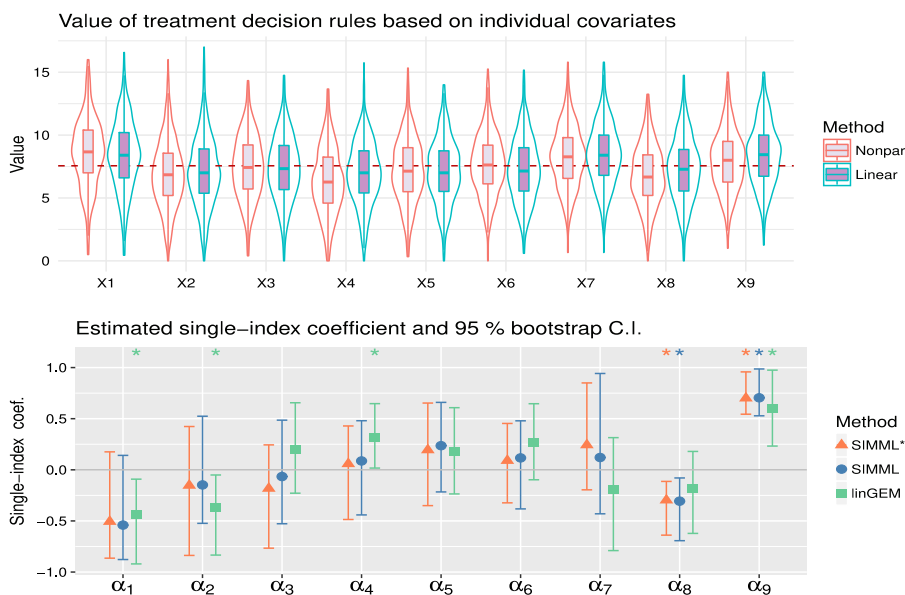 Value of treatment decision rules based on individual covariates
Value
15
10
5
0
X1 X2 X3 X4 X5 X6 X7 X8 X9
Method
Nonpar
Linear
Estimated single−index coefficient and 95 % bootstrap C.I.
Single−index coef.
* * * * * * * *
1.0
0.5
0.0
−0.5
−1.0
α1 α2 α3 α4 α5 α6 α7 α8 α9
Method
SIMML*
SIMML
linGEM